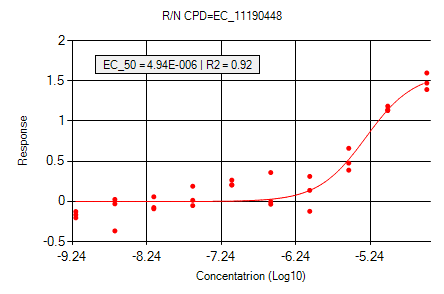 R/N CPD=EC_11190448
EC_50 = 4.94E-006 | R2 = 0.92
Response
2
1.5
1
0.5
0
-0.5
-9.24 -8.24 -7.24 -6.24 -5.24
Concentatrion (Log10)